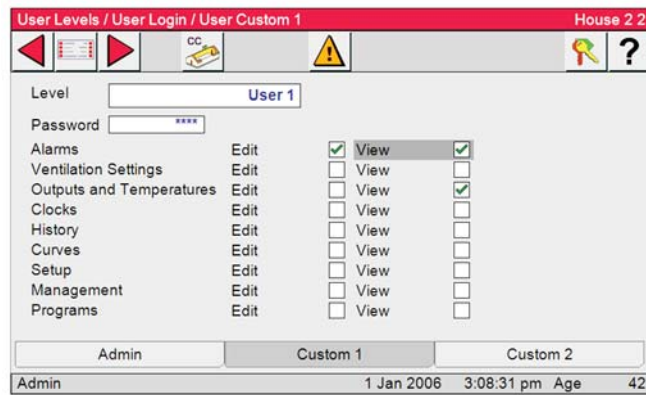 User Levels / User Login / User Custom 1 House 2 2
CC
?
Level User 1
Password ****
Alarms Edit View
Ventilation Settings Edit View
Outputs and Temperatures Edit View
Clocks Edit View
History Edit View
Curves Edit View
Setup Edit View
Management Edit View
Programs Edit View
Admin Custom 1 Custom 2
Admin 1 Jan 2006 3:08:31 pm Age 42